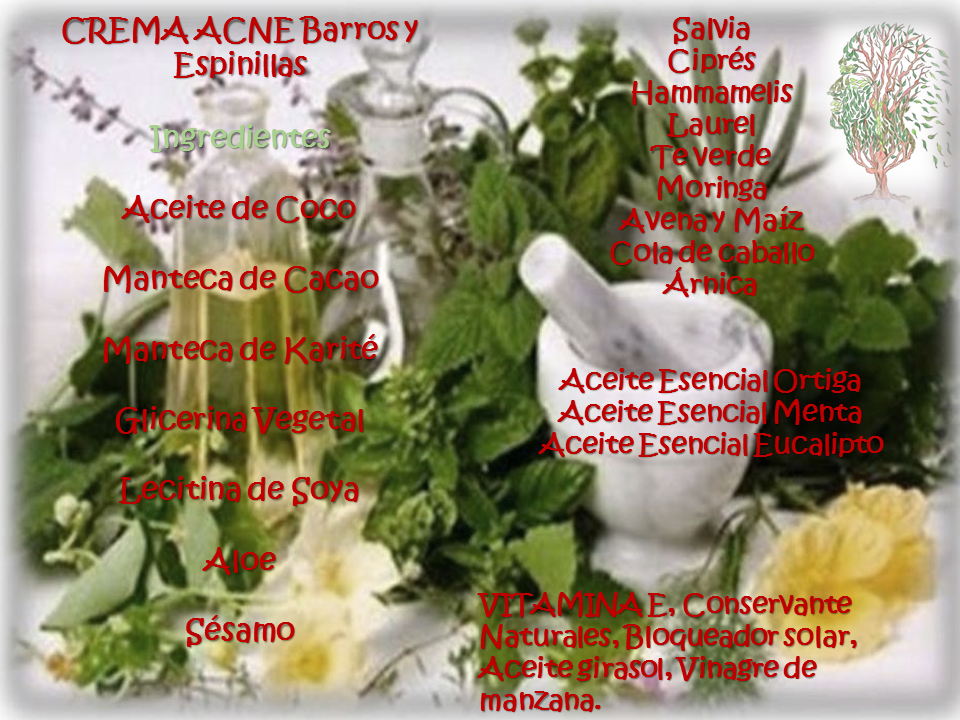 CREMA ACNE Barros y
Espinillas
Ingredientes
Aceite de Coco
Manteca de Cacao
Manteca de Karité
Glicerina Vegetal
Lecitina de Soya
Aloe
Sésamo
Salvia
Ciprés
Hammamelis
Laurel
Te verde
Moringa
Avena y Maíz
Cola de caballo
Árnica
Aceite Esencial Ortiga
Aceite Esencial Menta
Aceite Esencial Eucalipto
VITAMINA E, Conservante
Naturales, Bloqueador solar,
Aceite girasol, Vinagre de
manzana.